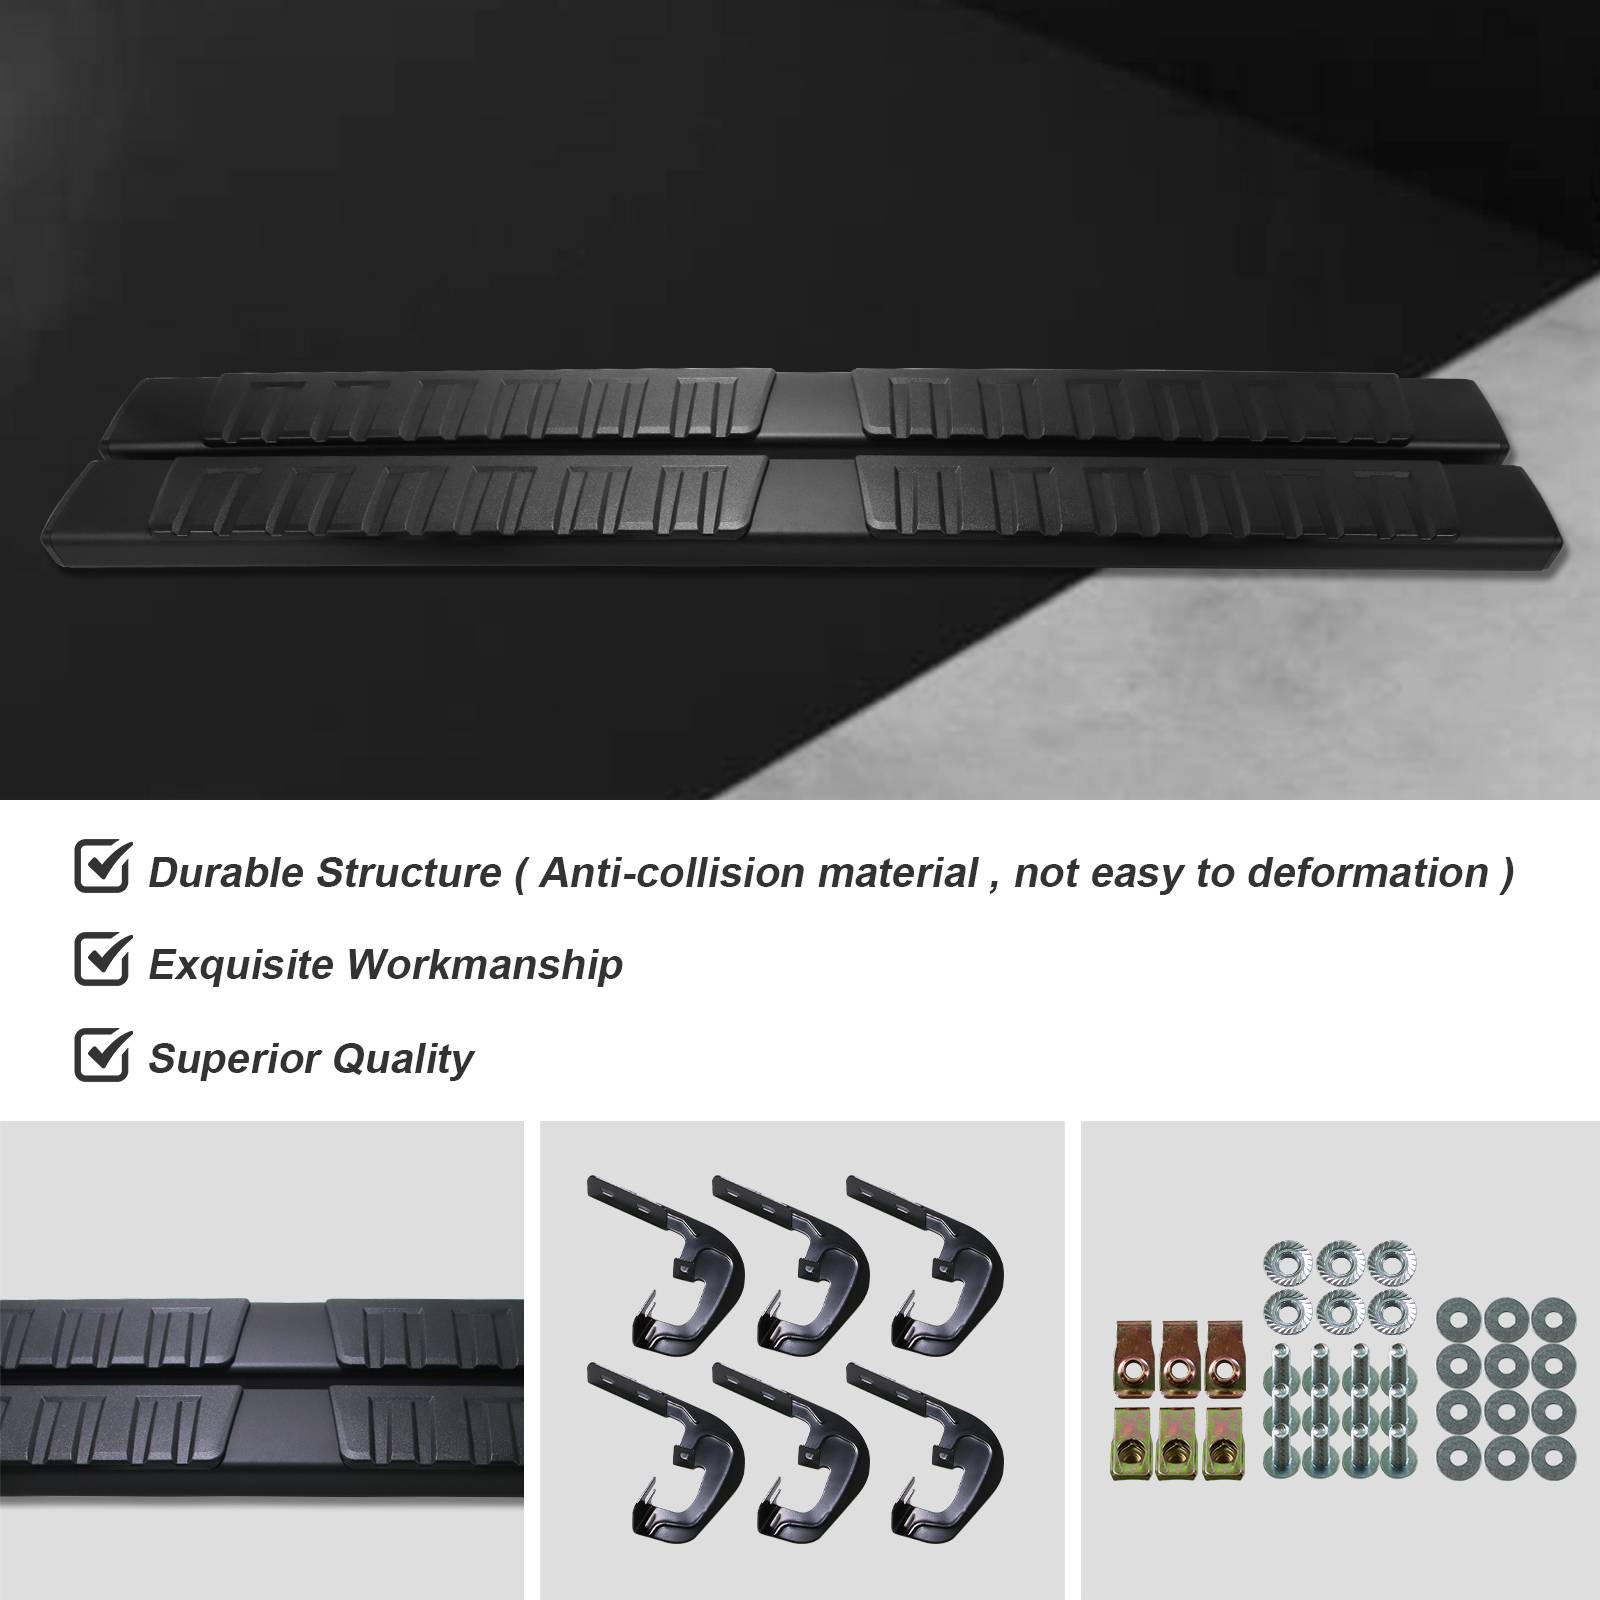 Durable Structure ( Anti-collision material , not easy to deformation )
Exquisite Workmanship
Superior Quality